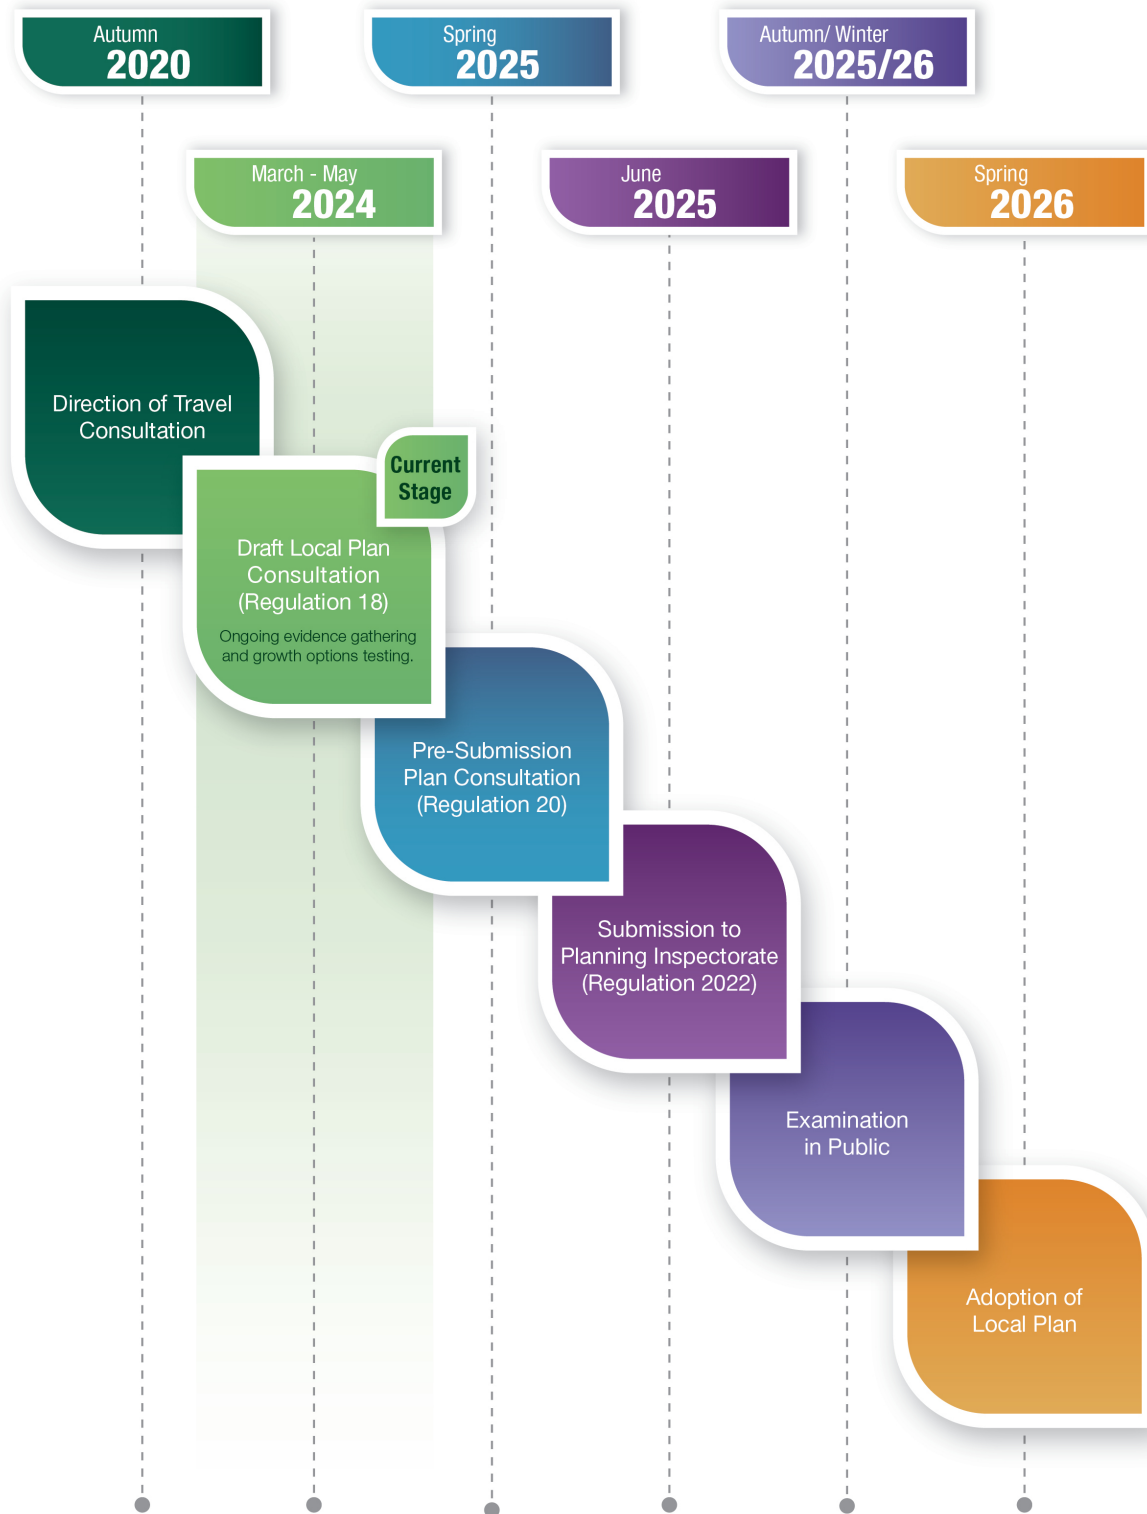 Autumn
2020
Spring
2025
Autumn/ Winter
2025/26
March - May
2024
June
2025
Spring
2026
Direction of Travel
Consultation
Current
Stage
Draft Local Plan
Consultation
(Regulation 18)
Ongoing evidence gathering
and growth options testing.
Pre-Submission
Plan Consultation
(Regulation 20)
Submission to
Planning Inspectorate
(Regulation 2022)
Examination
in Public
Adoption of
Local Plan